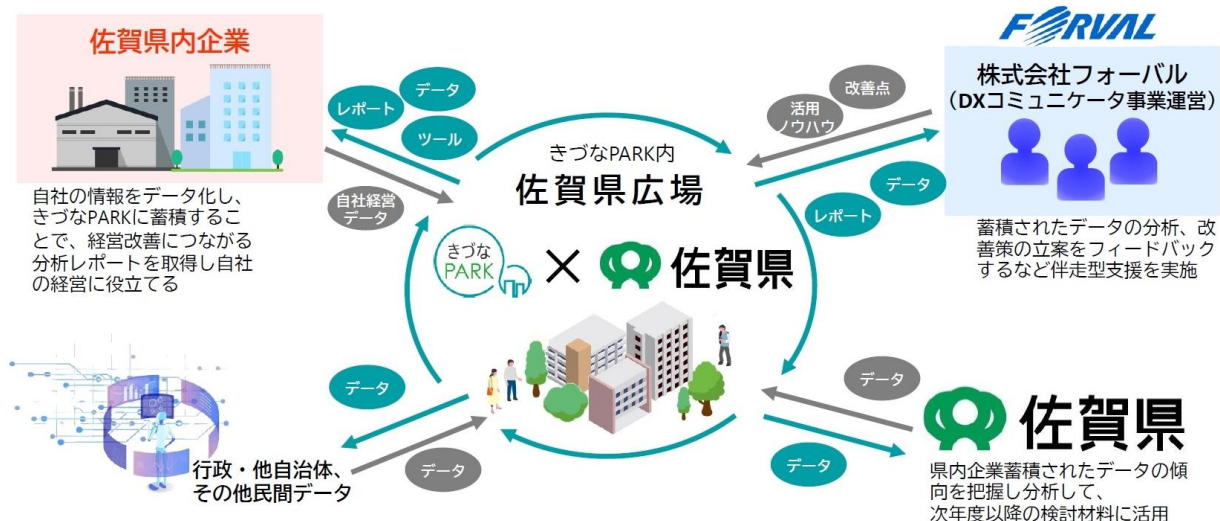 佐賀県内企業
自社の情報をデータ化し、
きづなPARKに蓄積するこ
とで、経営改善につながる
分析レポートを取得し自社
の経営に役立てる
レポート
データ
ツール
自社経営
データ
きづなPARK内
佐賀県広場
きづな
PARK
×
佐賀県
活用
ノウハウ
改善点
レポート
データ
FORVAL
株式会社フォーバル
（DXコミュニケータ事業運営）
蓄積されたデータの分析、改
善策の立案をフィードバック
するなど伴走型支援を実施
データ
データ
行政・他自治体、
その他民間データ
データ
データ
佐賀県
県内企業蓄積されたデータの傾
向を把握し分析して、
次年度以降の検討材料に活用